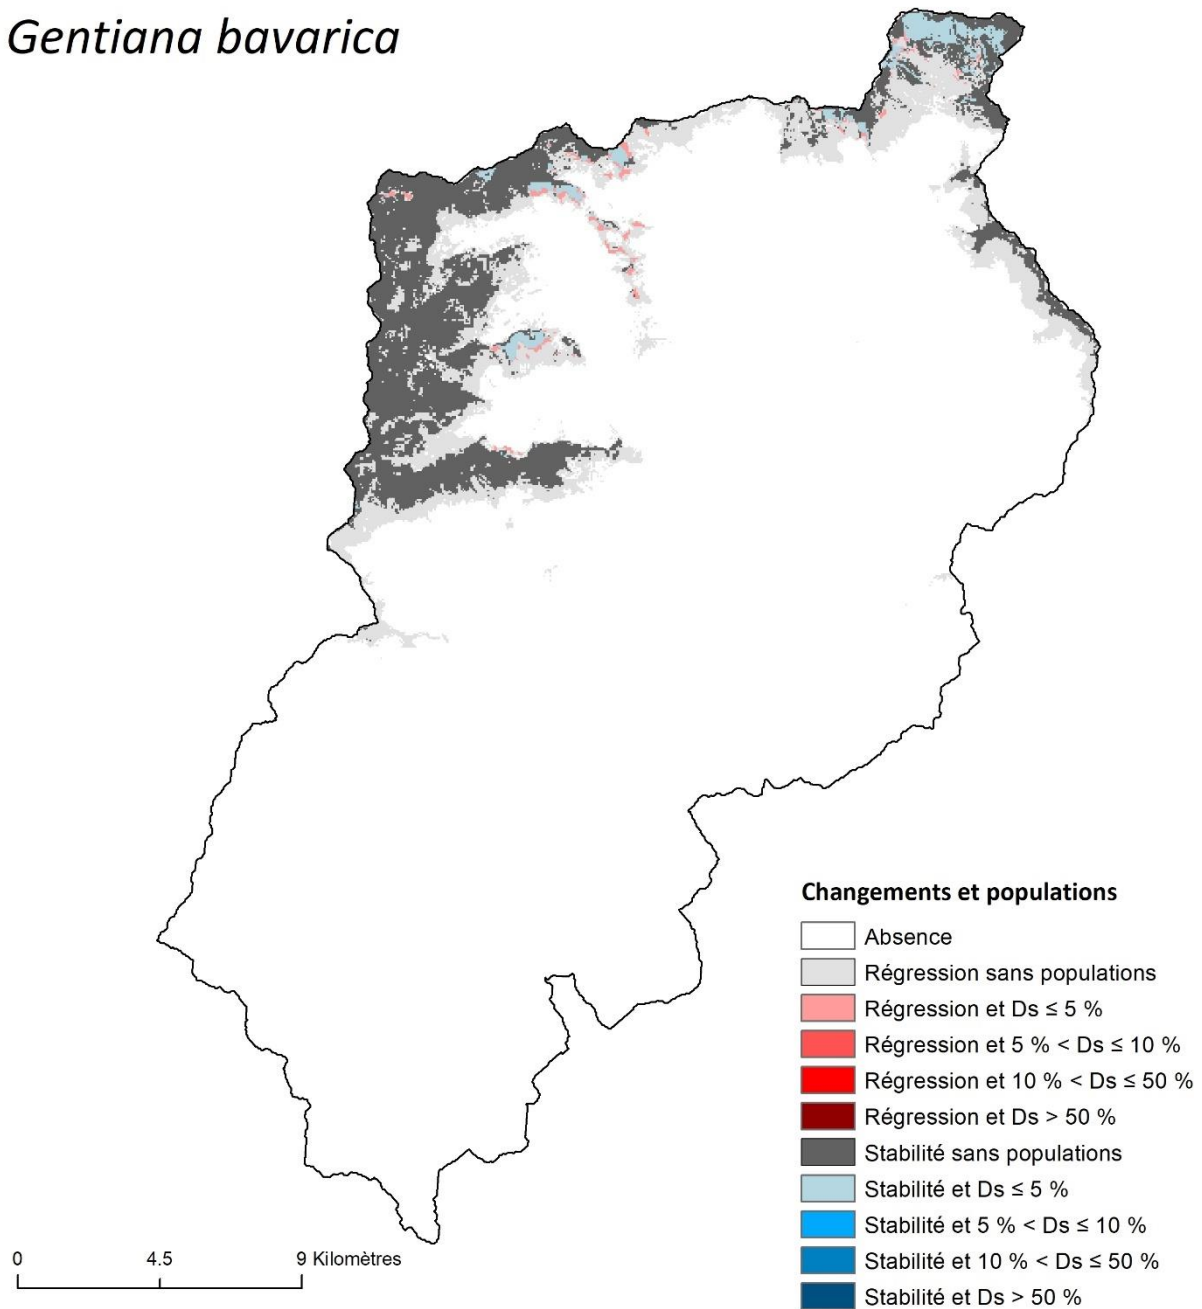 Gentiana bavarica
Changements et populations
Absence
Régression sans populations
Régression et Ds ≤ 5 %
Régression et 5 % < Ds ≤ 10 %
Régression et 10 % < Ds ≤ 50 %
Régression et Ds > 50 %
Stabilité sans populations
Stabilité et Ds ≤ 5 %
Stabilité et 5 % < Ds ≤ 10 %
Stabilité et 10 % < Ds ≤ 50 %
Stabilité et Ds > 50 %
0 4.5 9 Kilomètres